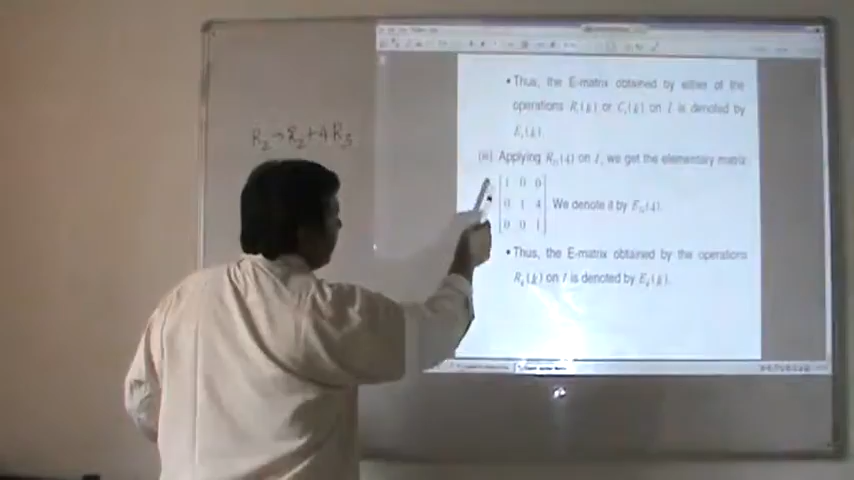 R₂→R₂+4R₃
•Thus, the E-matrix obtained by either of the
operations Rᵢ(k) or Cᵢ(k) on I is denoted by
Eᵢ(k).
(iii) Applying R₂₃(4) on I, we get the elementary matrix
1 0 0
0 1 4 We denote it by E₂₃(4).
0 0 1
•Thus, the E-matrix obtained by the operations
Rᵢⱼ(k) on I is denoted by Eᵢⱼ(k).